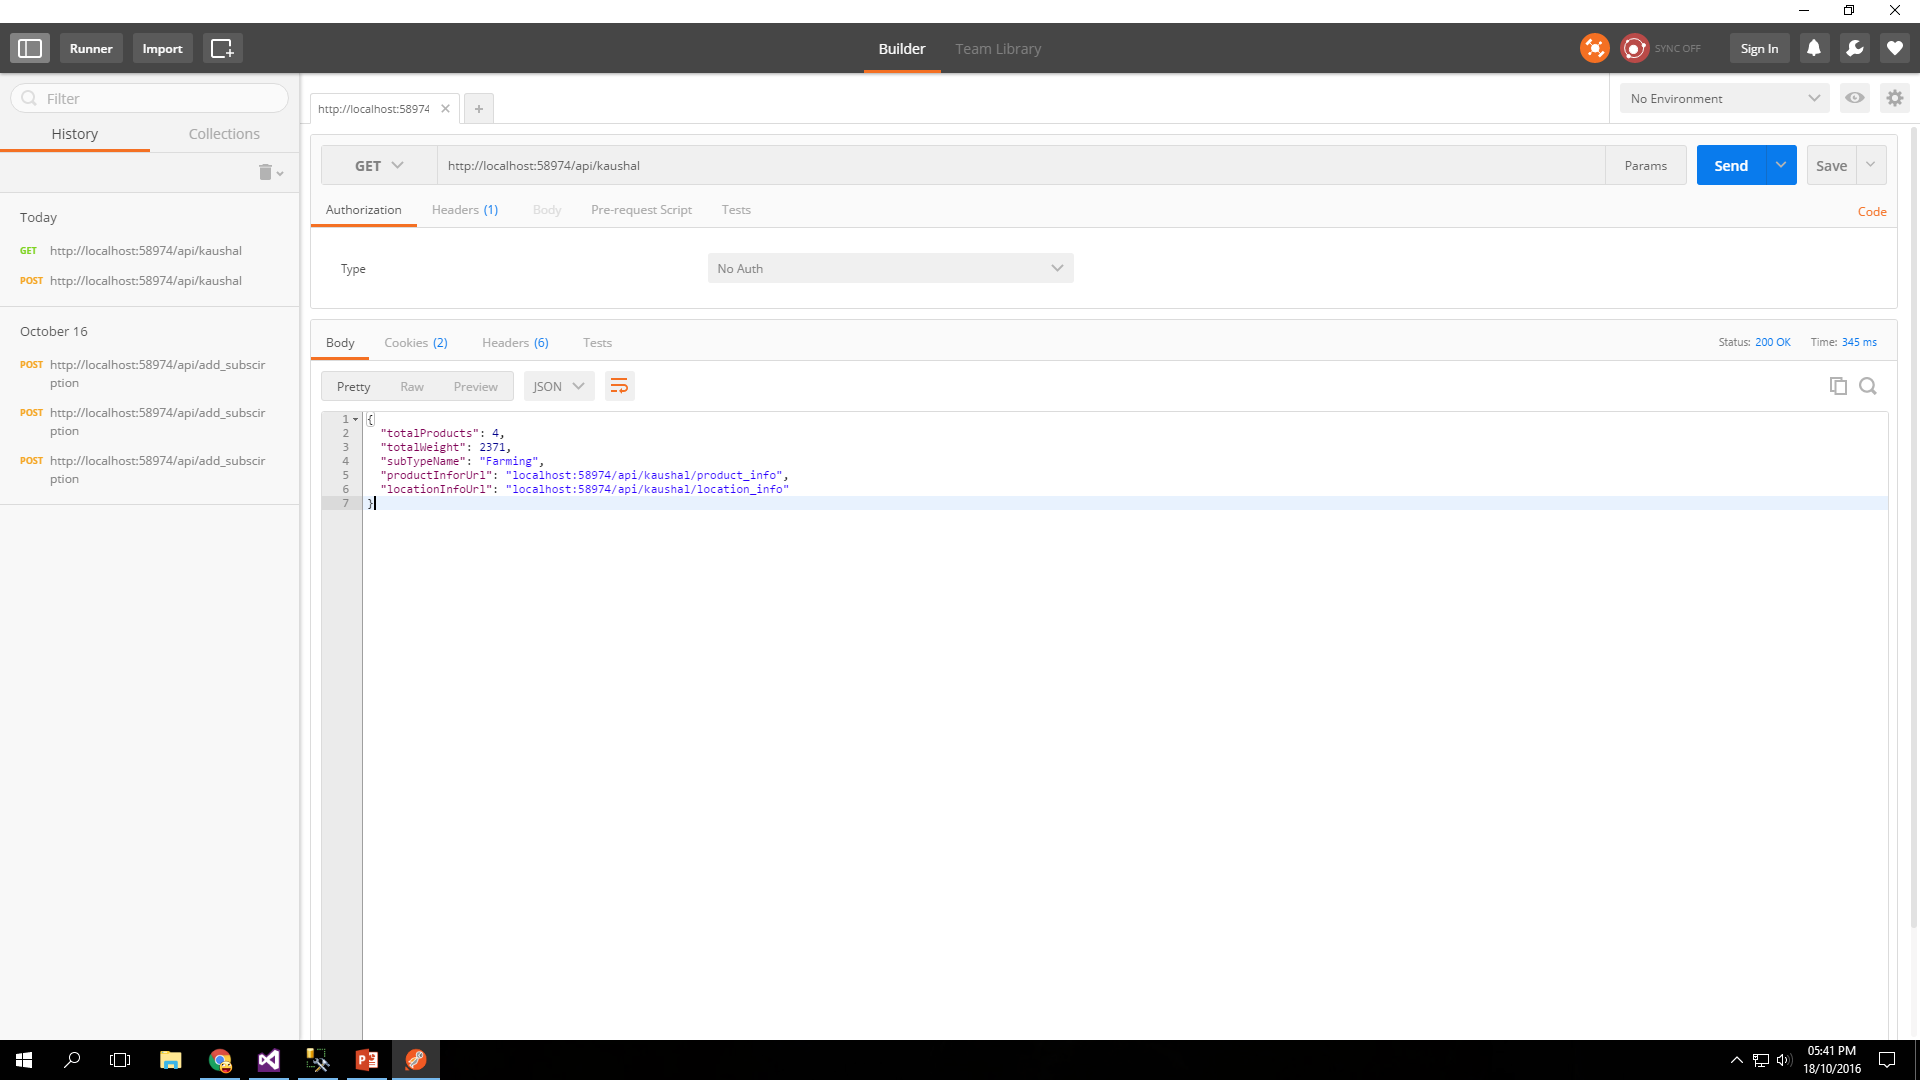 Runner
Import
Builder
Team Library
SYNC OFF
Sign In
Filter
History
Collections
Today
GET http://localhost:58974/api/kaushal
POST http://localhost:58974/api/kaushal
October 16
POST http://localhost:58974/api/add_subscir
ption
POST http://localhost:58974/api/add_subscir
ption
POST http://localhost:58974/api/add_subscir
ption
http://localhost:58974
No Environment
GET
http://localhost:58974/api/kaushal
Params
Send
Save
Authorization
Headers (1)
Body
Pre-request Script
Tests
Code
Type
No Auth
Body
Cookies (2)
Headers (6)
Tests
Status: 200 OK
Time: 345 ms
Pretty
Raw
Preview
JSON
1 {
2 "totalProducts": 4,
3 "totalWeight": 2371,
4 "subTypeName": "Farming",
5 "productInforUrl": "localhost:58974/api/kaushal/product_info",
6 "locationInfoUrl": "localhost:58974/api/kaushal/location_info"
7 }
05:41 PM
18/10/2016